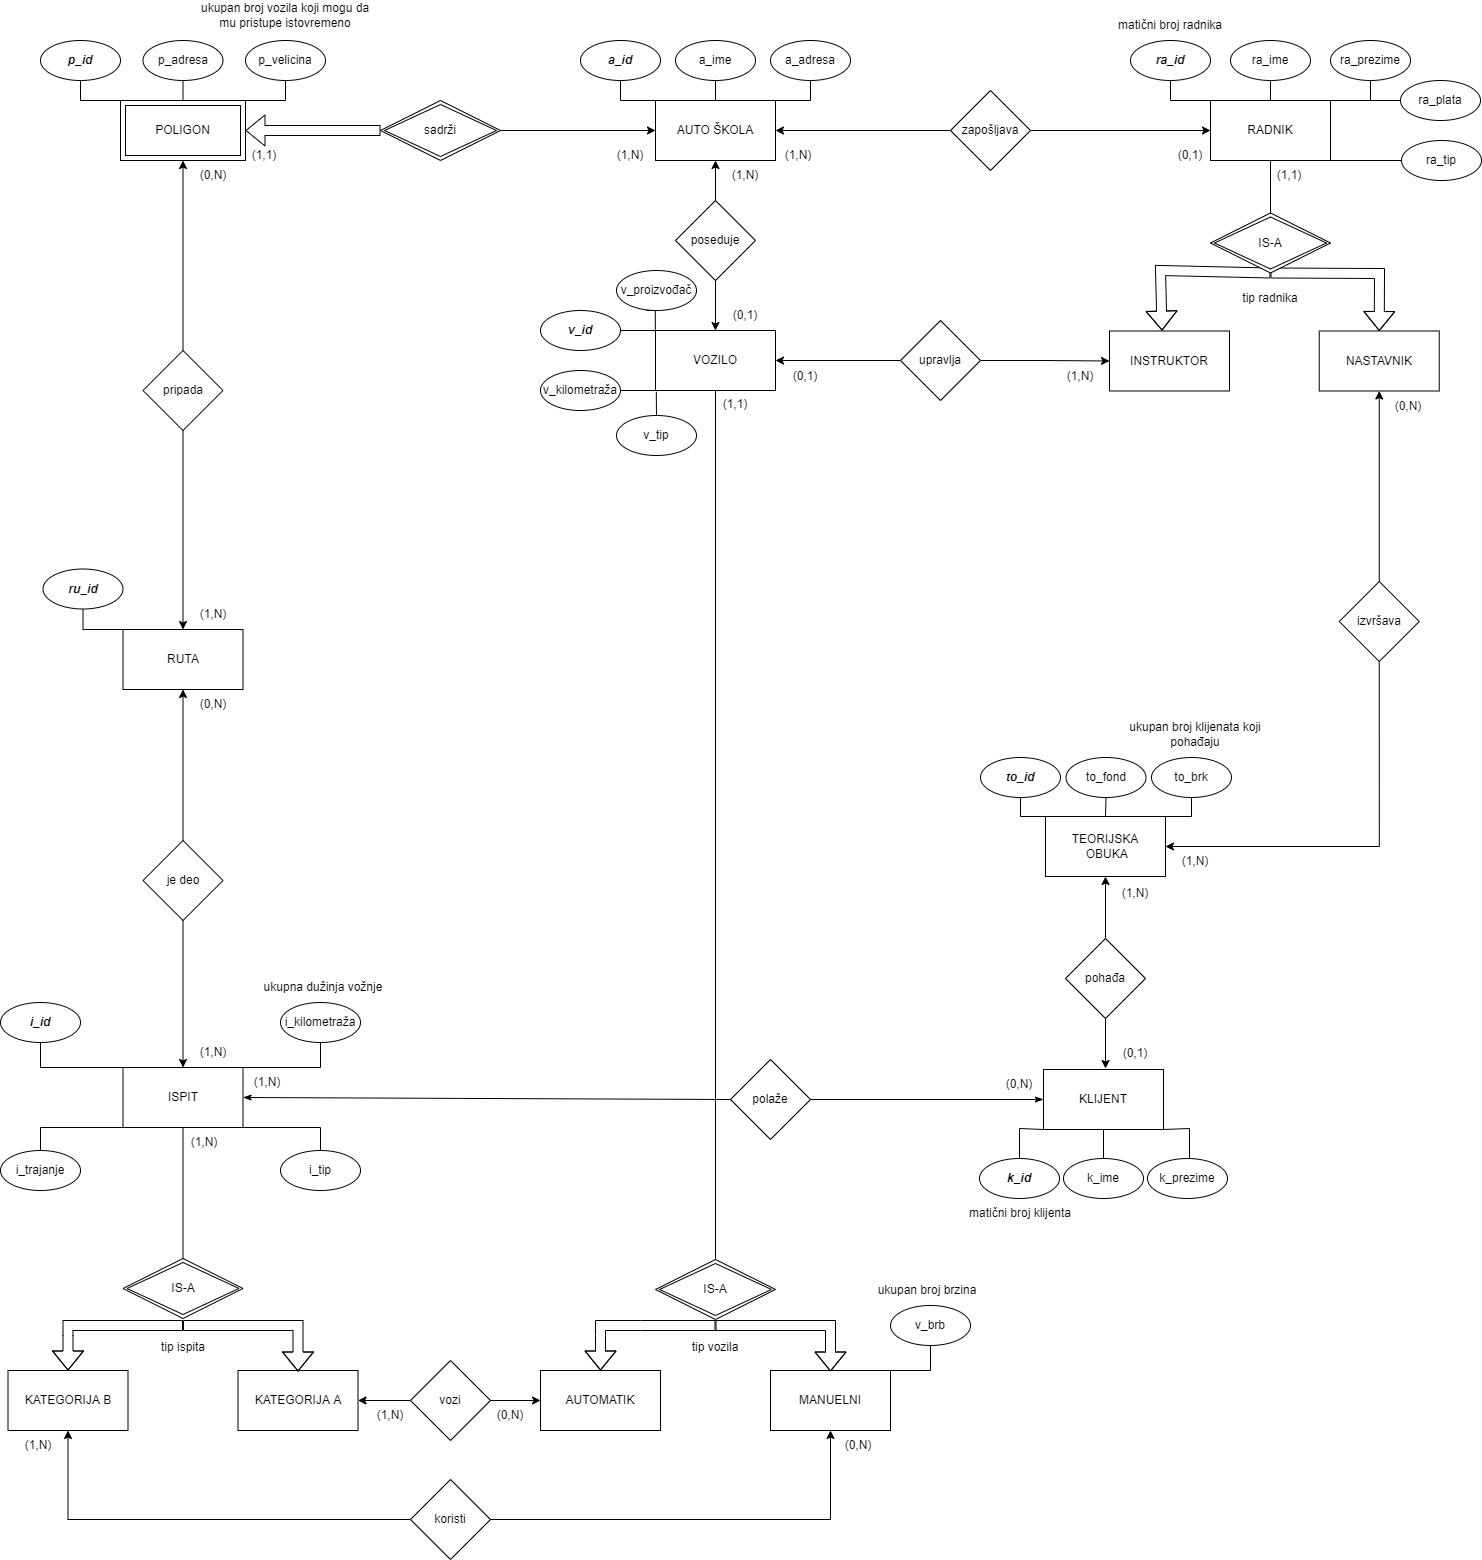 ukupan broj vozila koji mogu da
mu pristupe istovremeno
matični broj radnika
p_id
p_adresa
p_velicina
a_id
a_ime
a_adresa
ra_id
ra_ime
ra_prezime
ra_plata
POLIGON
sadrži
AUTO ŠKOLA
zapošljava
RADNIK
(1,1)
(1,N)
(1,N)
(0,1)
ra_tip
(0,N)
(1,N)
(1,1)
poseduje
IS-A
v_proizvođač
tip radnika
(0,1)
v_id
VOZILO
upravlja
INSTRUKTOR
NASTAVNIK
(0,1)
(1,N)
pripada
v_kilometraža
(1,1)
(0,N)
v_tip
ru_id
(1,N)
izvršava
RUTA
(0,N)
ukupan broj klijenata koji
pohađaju
to_id
to_fond
to_brk
TEORIJSKA
OBUKA
(1,N)
je deo
(1,N)
pohađa
ukupna dužinja vožnje
i_id
i_kilometraža
(1,N)
(0,1)
(1,N)
(0,N)
ISPIT
polaže
KLIJENT
(1,N)
i_trajanje
i_tip
k_id
k_ime
k_prezime
matični broj klijenta
IS-A
IS-A
ukupan broj brzina
v_brb
tip ispita
tip vozila
KATEGORIJA B
KATEGORIJA A
vozi
AUTOMATIK
MANUELNI
(1,N)
(0,N)
(1,N)
(0,N)
koristi